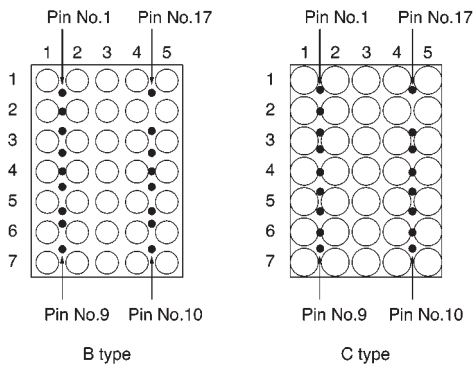 Pin No.1 Pin No.17 Pin No.1 Pin No.17
1 2 3 4 5 1 2 3 4 5
1 1
2 2
3 3
4 4
5 5
6 6
7 7
Pin No.9 Pin No.10 Pin No.9 Pin No.10
B type C type